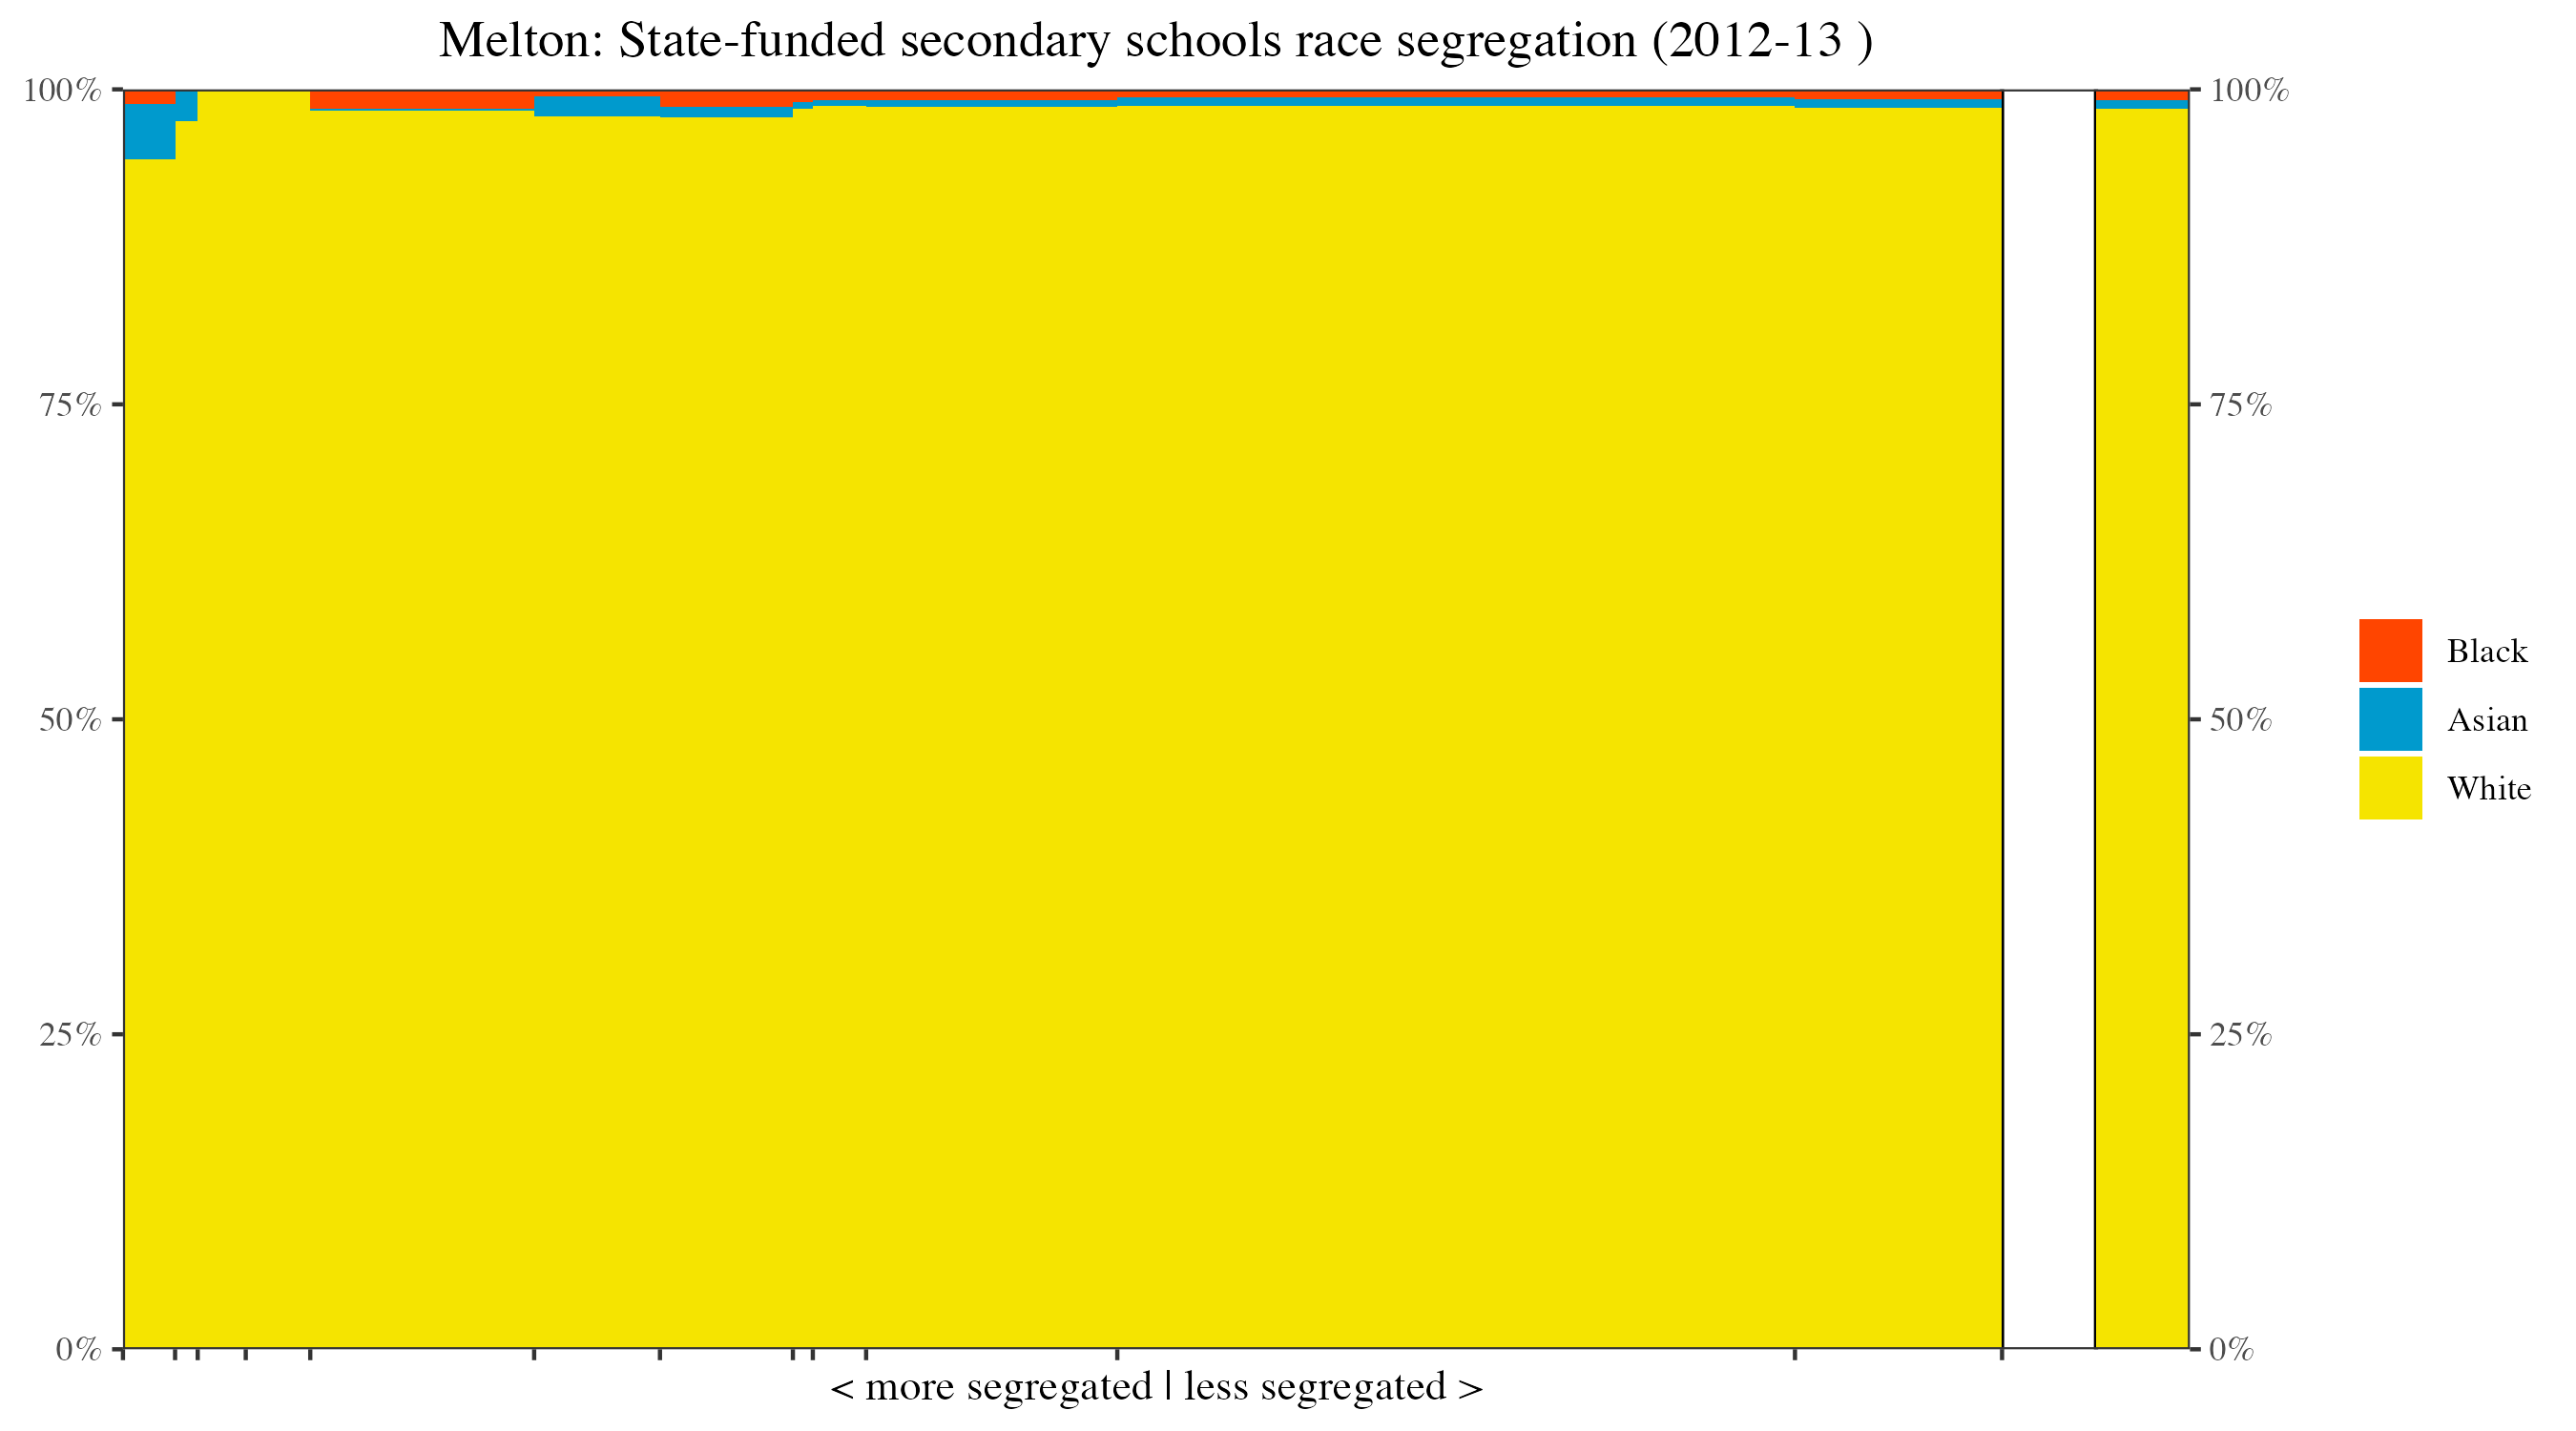 Melton: State-funded secondary schools race segregation (2012-13 )
100%
75%
50%
25%
0%
100%
75%
50%
25%
0%
Black
Asian
White
< more segregated | less segregated >